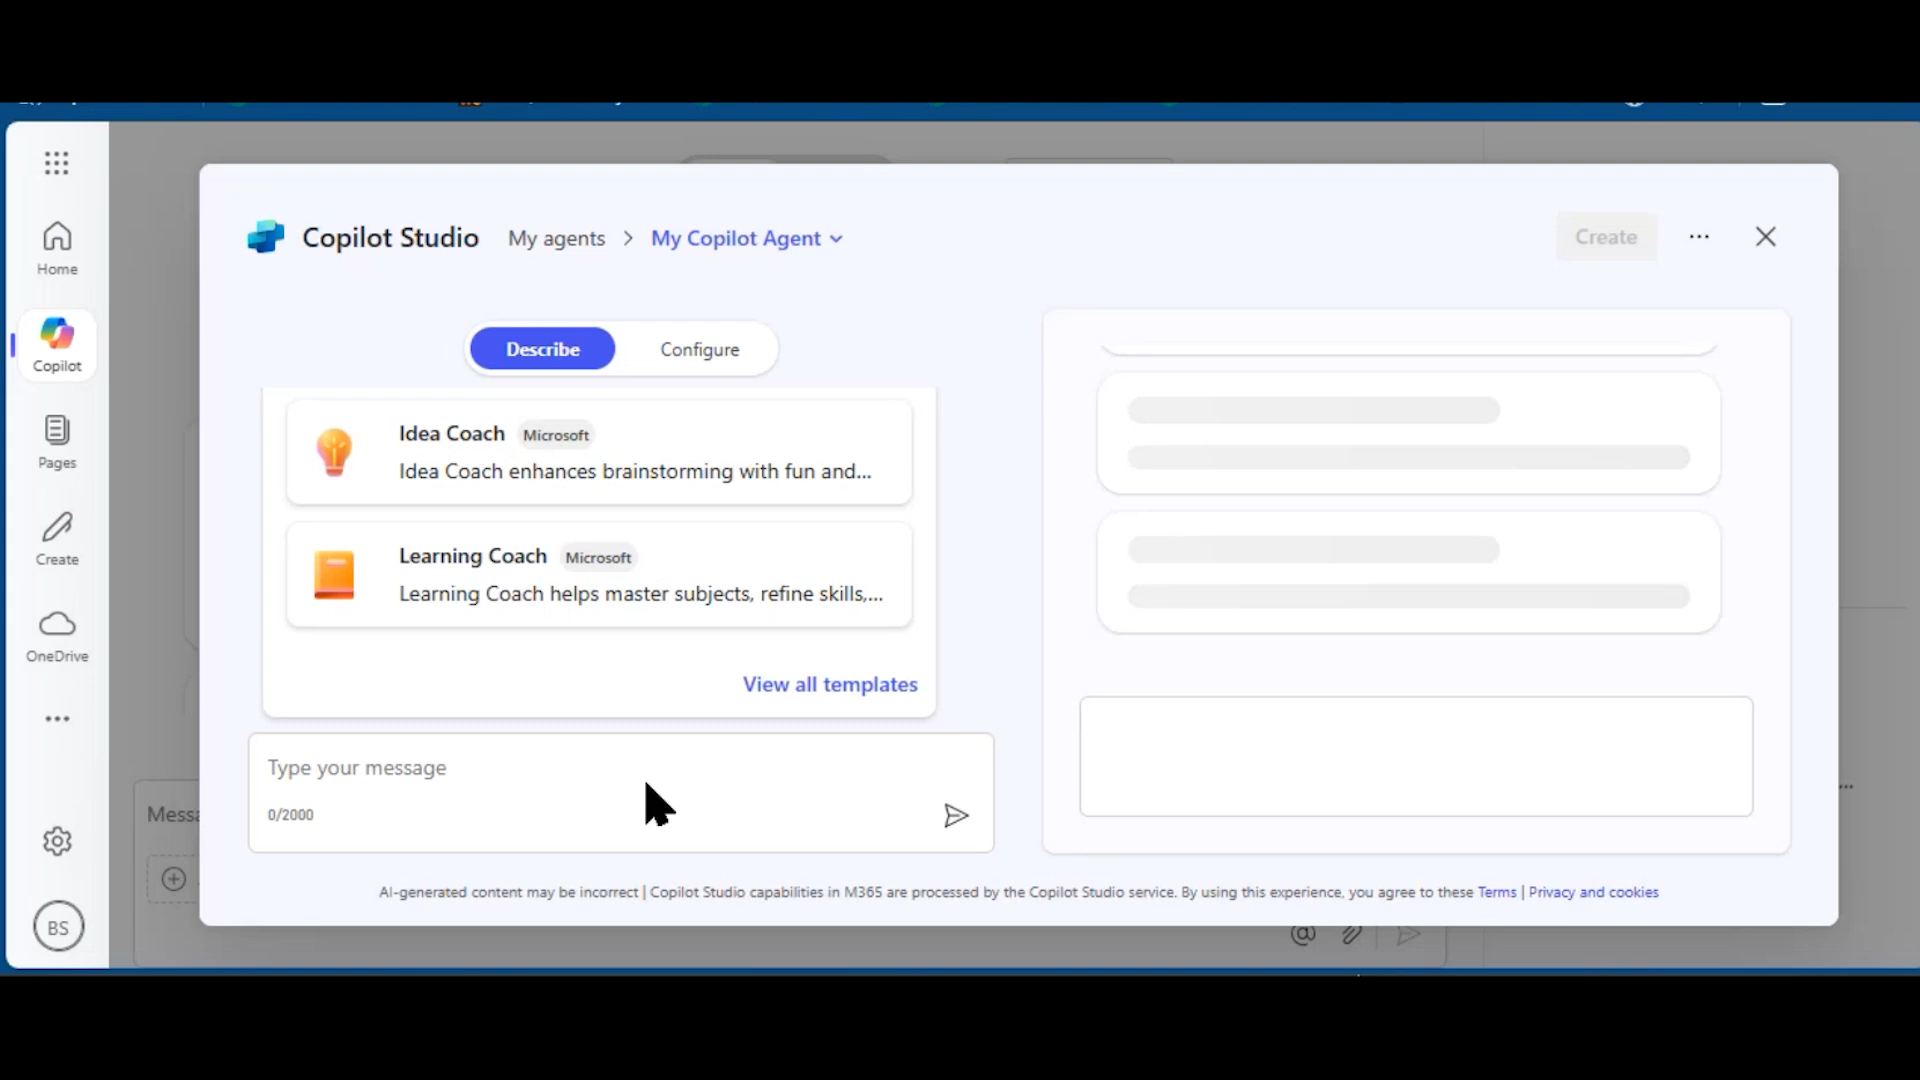 Copilot Studio My agents > My Copilot Agent
Create
Home
Copilot
Pages
Create
OneDrive
BS
Describe
Configure
Idea Coach Microsoft
Idea Coach enhances brainstorming with fun and...
Learning Coach Microsoft
Learning Coach helps master subjects, refine skills,...
View all templates
Type your message
0/2000
Messa
AI-generated content may be incorrect | Copilot Studio capabilities in M365 are processed by the Copilot Studio service. By using this experience, you agree to these Terms | Privacy and cookies